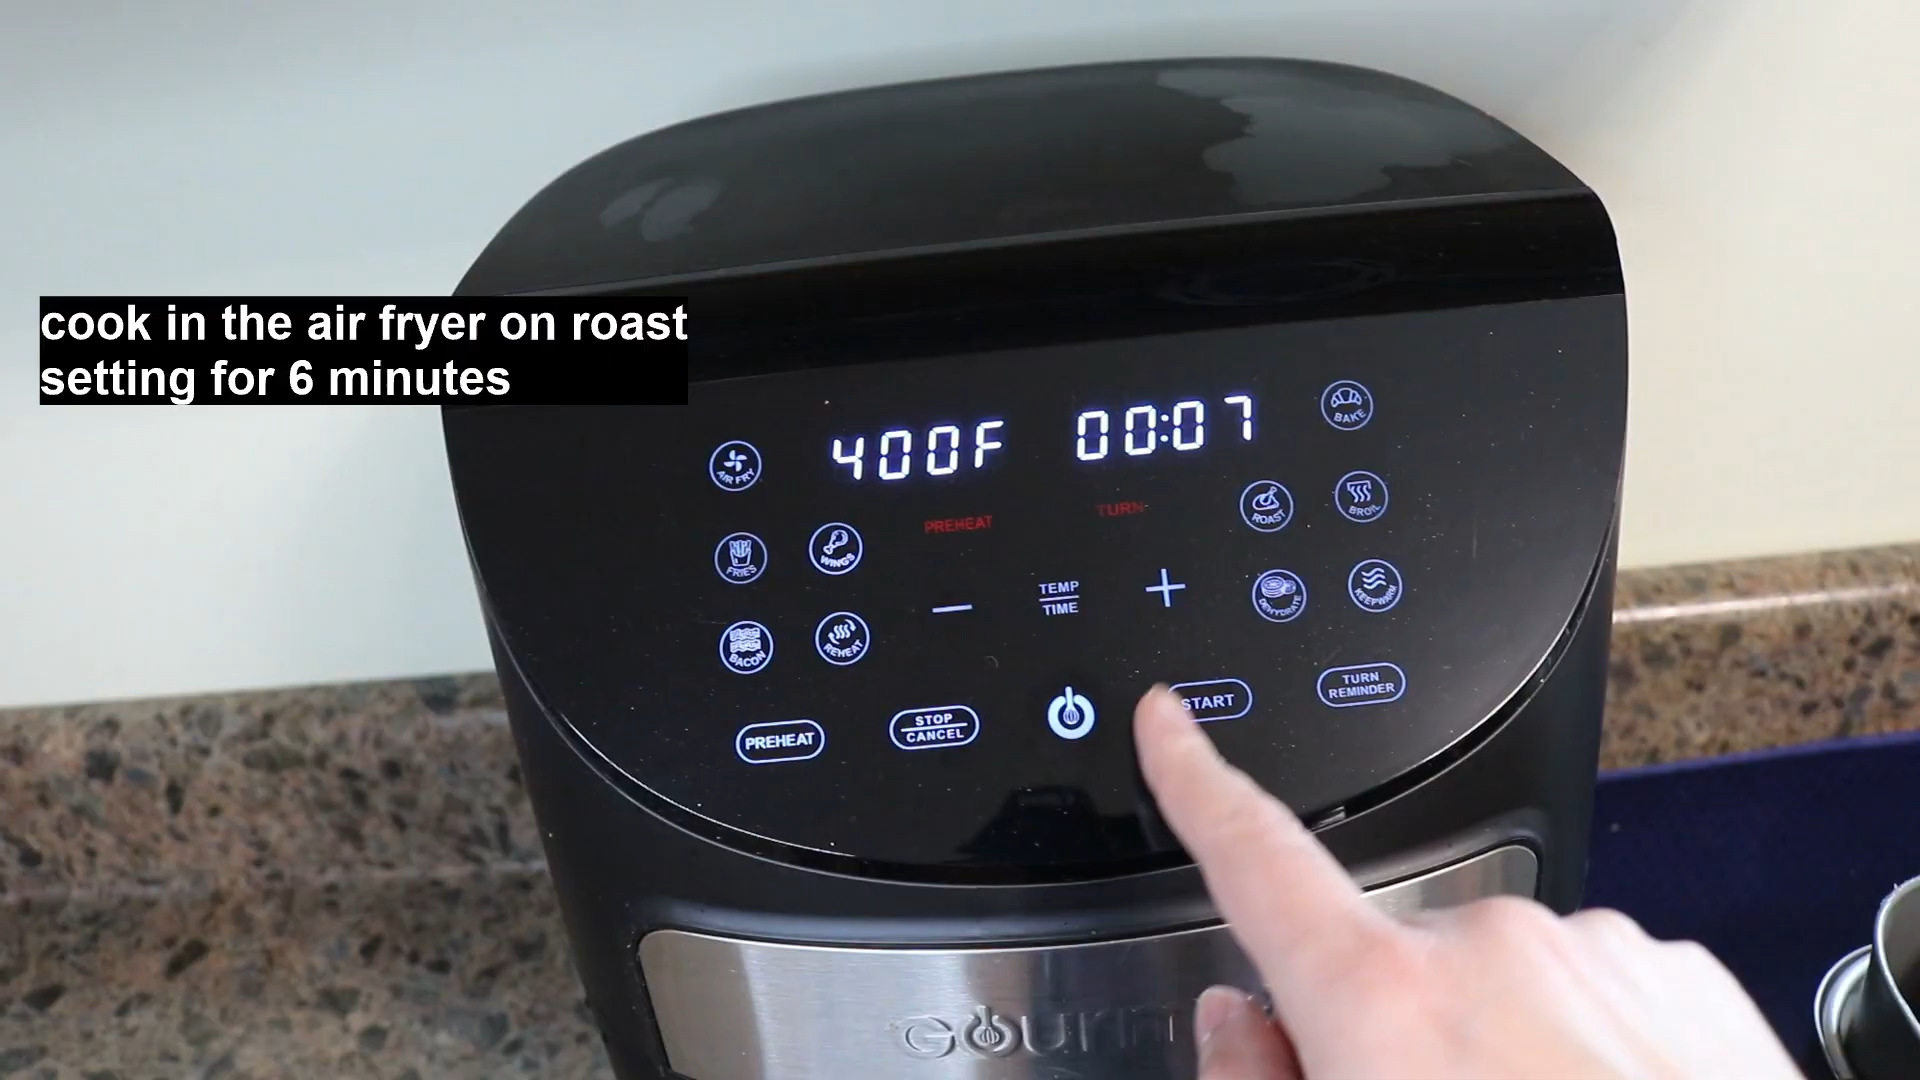 cook in the air fryer on roast
setting for 6 minutes
400F 00:07
BAKE
AIR FRY
PREHEAT TURN
ROAST
BROIL
FRIES
WINGS
TEMP
TIME
DEHYDRATE
KEEPWARM
BACON
REHEAT
PREHEAT
STOP
CANCEL
START
TURN
REMINDER